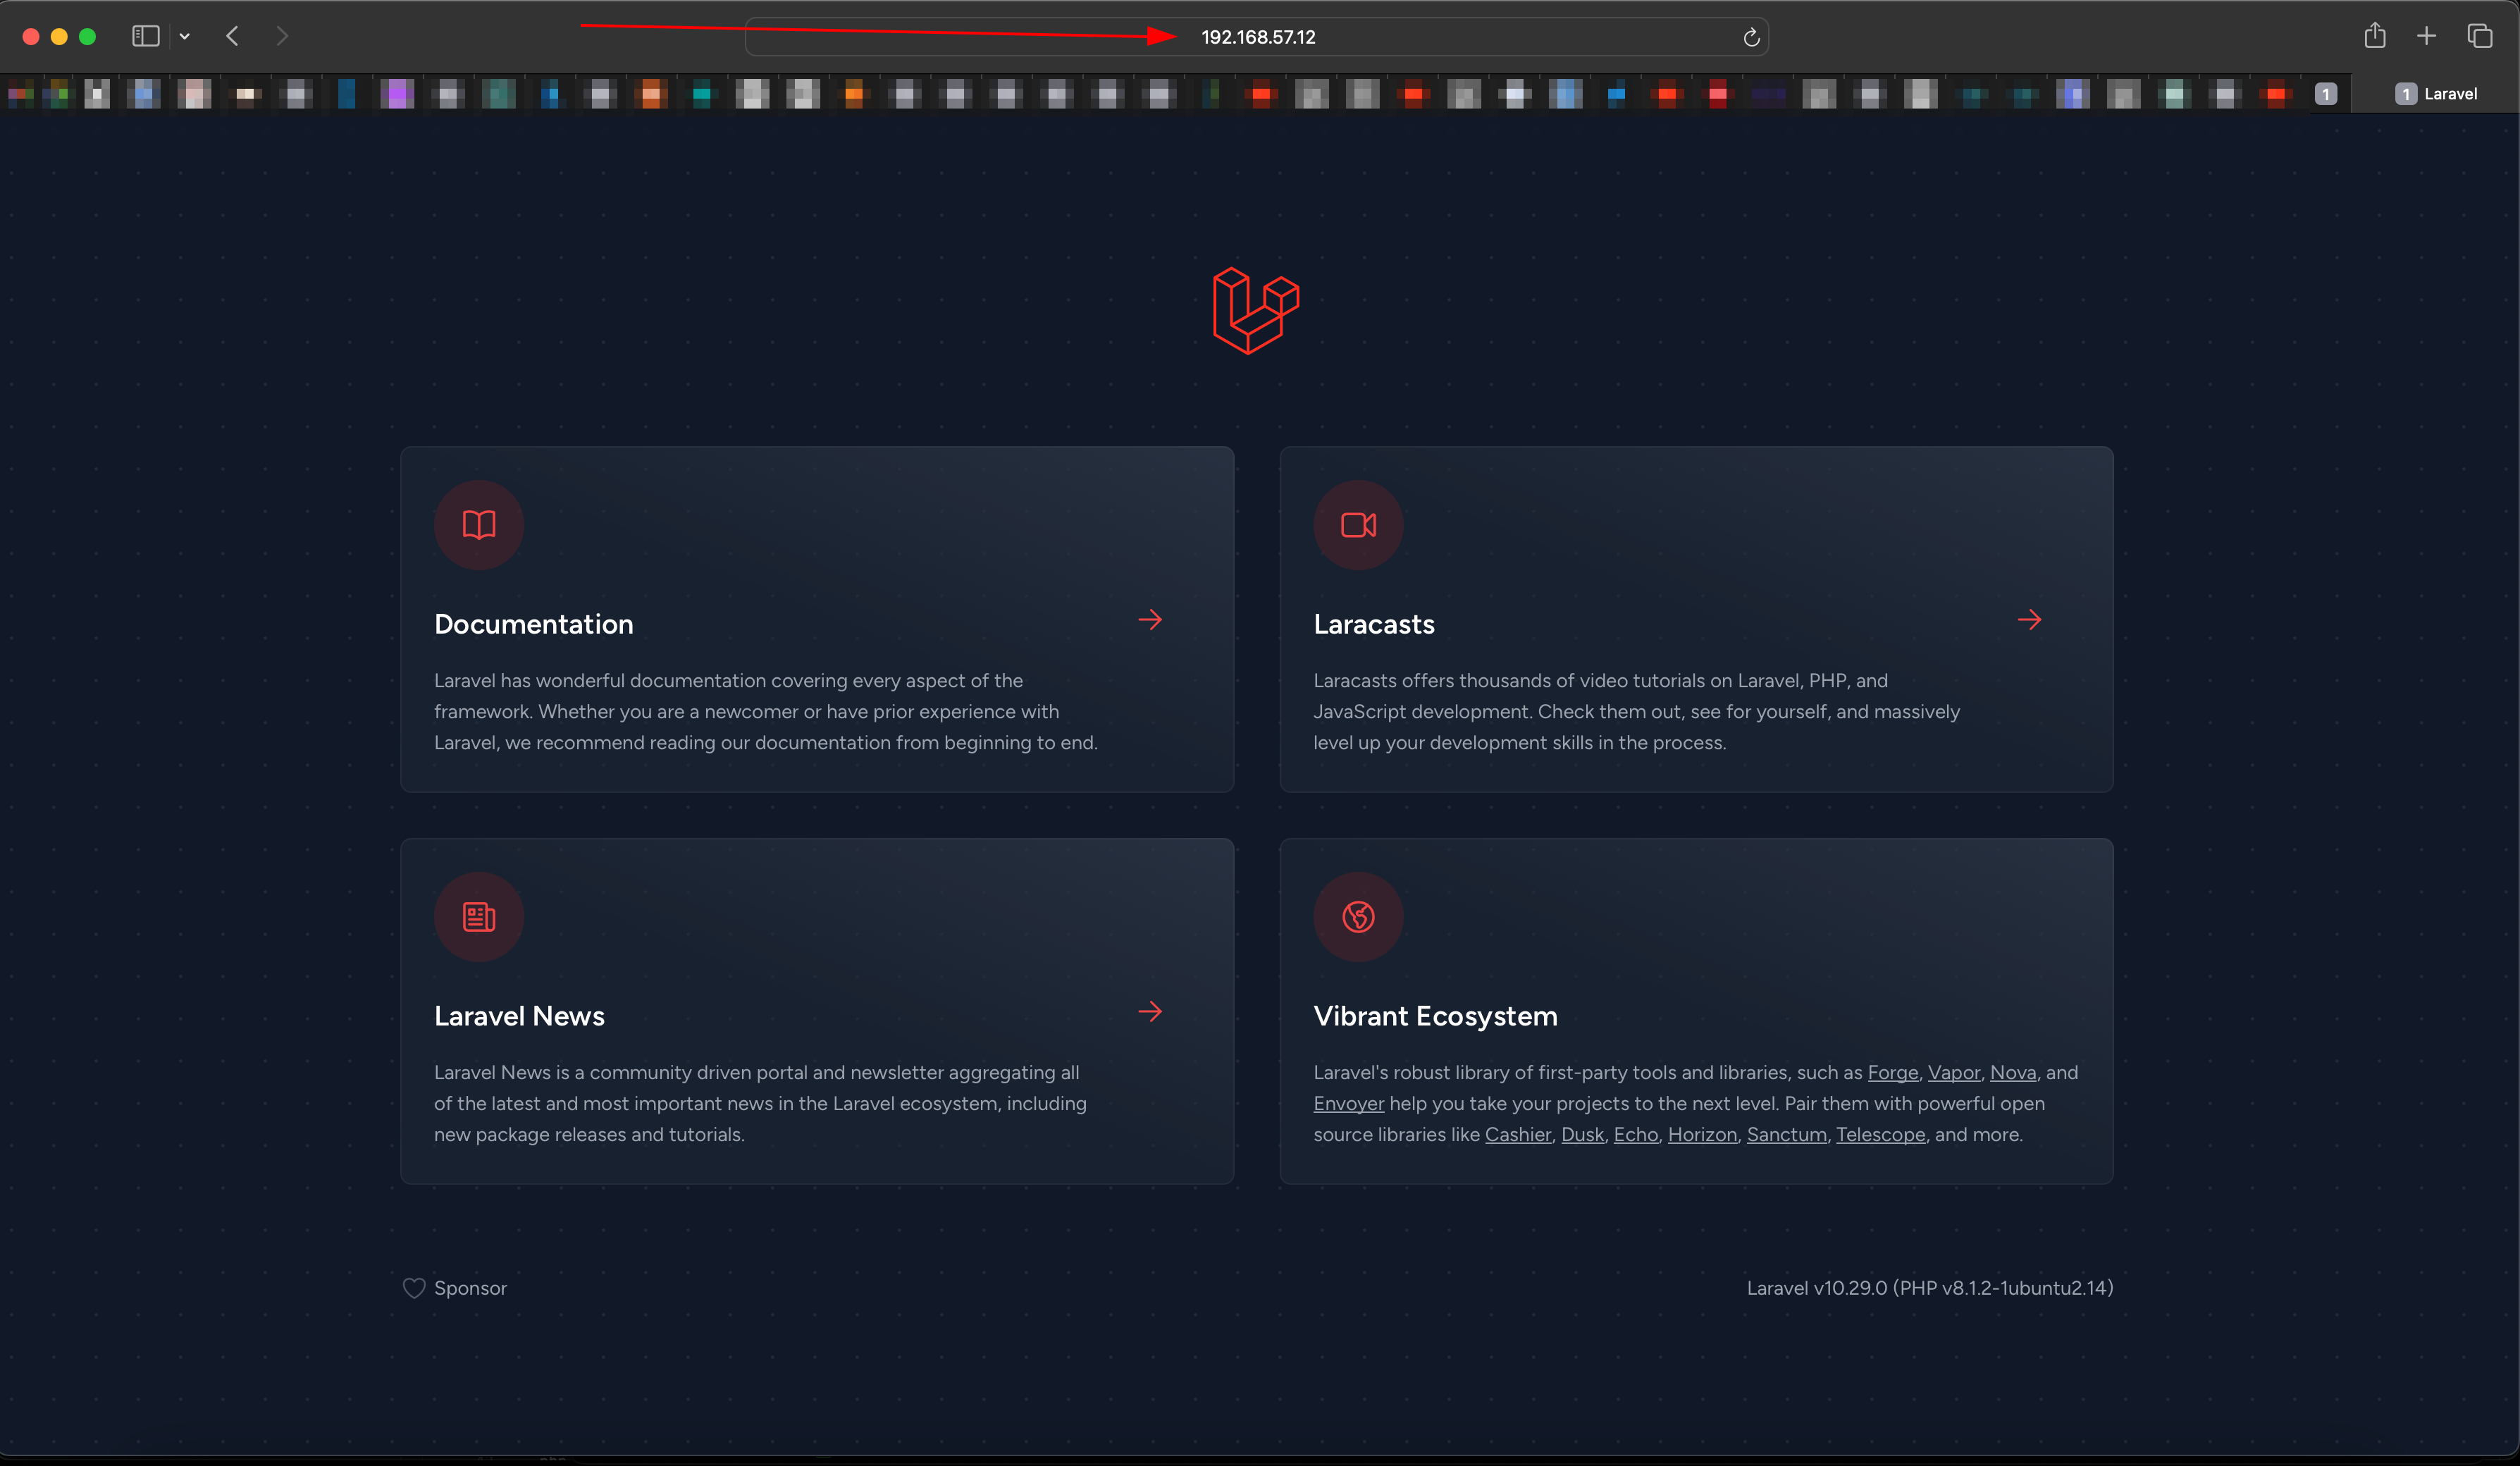 192.168.57.12
1
1 Laravel
Documentation
Laravel has wonderful documentation covering every aspect of the
framework. Whether you are a newcomer or have prior experience with
Laravel, we recommend reading our documentation from beginning to end.
Laracasts
Laracasts offers thousands of video tutorials on Laravel, PHP, and
JavaScript development. Check them out, see for yourself, and massively
level up your development skills in the process.
Laravel News
Laravel News is a community driven portal and newsletter aggregating all
of the latest and most important news in the Laravel ecosystem, including
new package releases and tutorials.
Vibrant Ecosystem
Laravel's robust library of first-party tools and libraries, such as Forge, Vapor, Nova, and
Envoyer help you take your projects to the next level. Pair them with powerful open
source libraries like Cashier, Dusk, Echo, Horizon, Sanctum, Telescope, and more.
Sponsor
Laravel v10.29.0 (PHP v8.1.2-1ubuntu2.14)